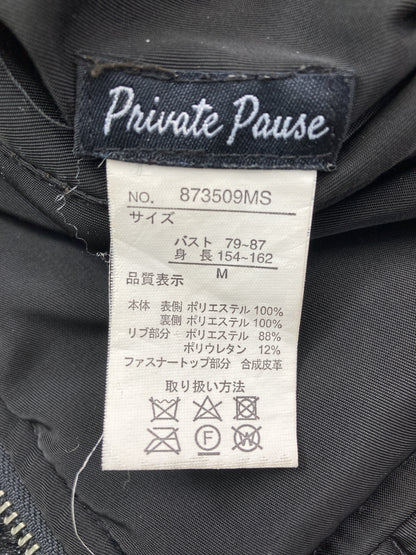 Private Pause
NO. 873509MS
サイズ
バスト 79~87
身長 154~162
M
品質表示
本体 表側 ポリエステル 100%
裏側 ポリエステル 100%
リブ部分 ポリエステル 88%
ポリウレタン 12%
ファスナートップ部分 合成皮革
取り扱い方法
F W